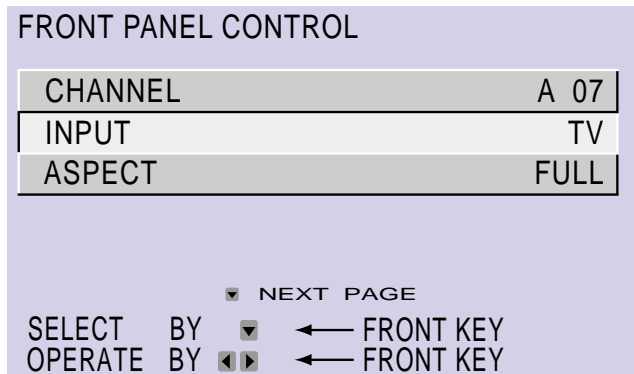 FRONT PANEL CONTROL
CHANNEL A 07
INPUT TV
ASPECT FULL
NEXT PAGE
SELECT BY FRONT KEY
OPERATE BY FRONT KEY